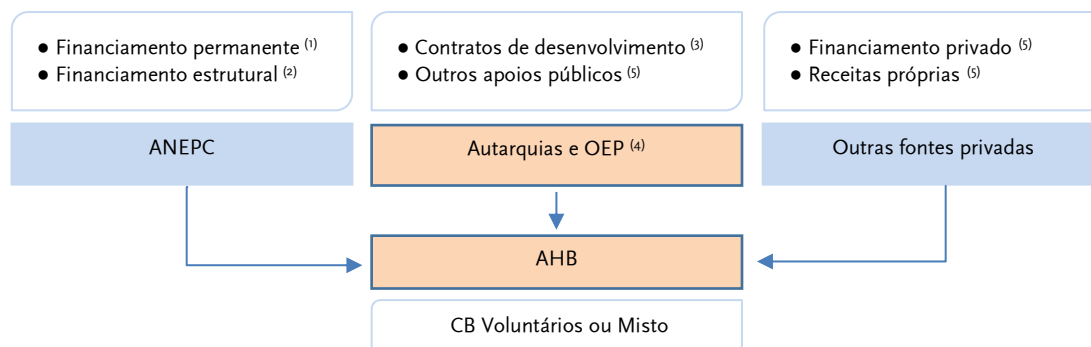 ● Financiamento permanente (1)
● Financiamento estrutural (2)
● Contratos de desenvolvimento (3)
● Outros apoios públicos (5)
● Financiamento privado (5)
● Receitas próprias (5)
ANEPC
Autarquias e OEP (4)
Outras fontes privadas
AHB
CB Voluntários ou Misto